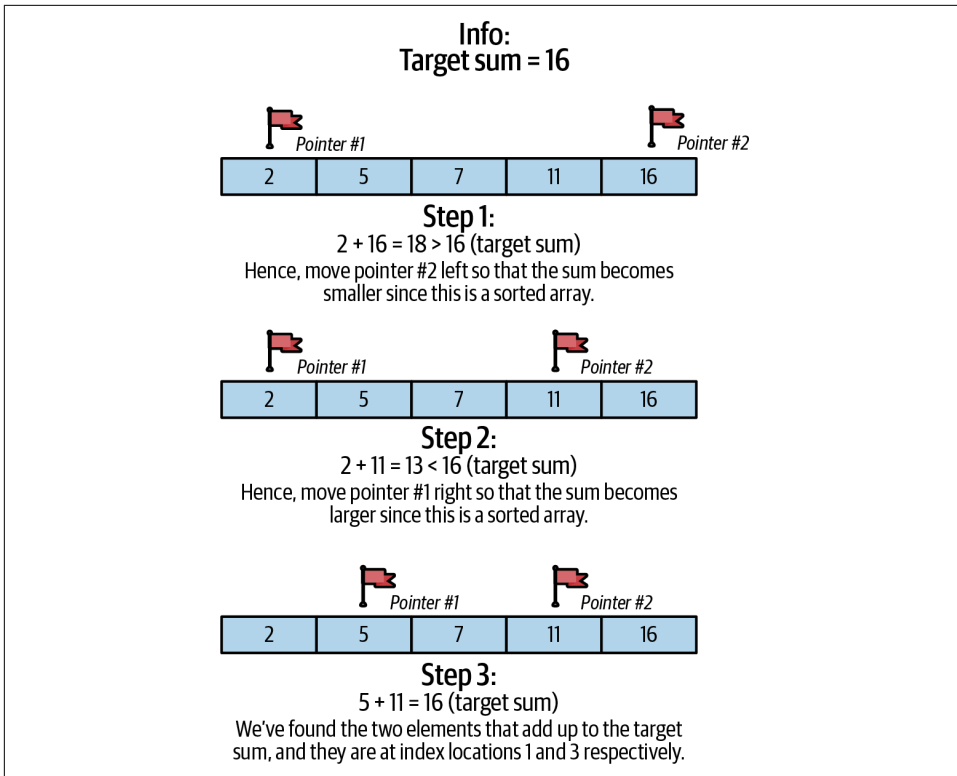 Info:
Target sum = 16
Pointer #1
Pointer #2
2 5 7 11 16
Step 1:
2 + 16 = 18 > 16 (target sum)
Hence, move pointer #2 left so that the sum becomes
smaller since this is a sorted array.
Pointer #1
Pointer #2
2 5 7 11 16
Step 2:
2 + 11 = 13 < 16 (target sum)
Hence, move pointer #1 right so that the sum becomes
larger since this is a sorted array.
Pointer #1
Pointer #2
2 5 7 11 16
Step 3:
5 + 11 = 16 (target sum)
We've found the two elements that add up to the target
sum, and they are at index locations 1 and 3 respectively.